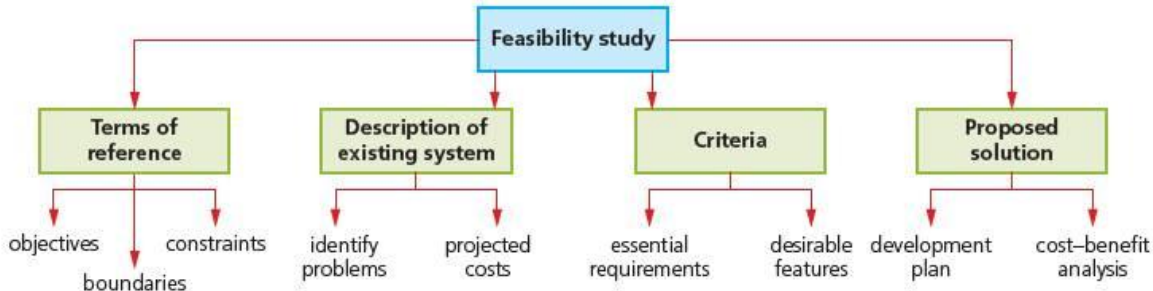 Feasibility study
Terms of
reference
Description of
existing system
Criteria
Proposed
solution
objectives
boundaries
constraints
identify
problems
projected
costs
essential
requirements
desirable
features
development
plan
cost–benefit
analysis